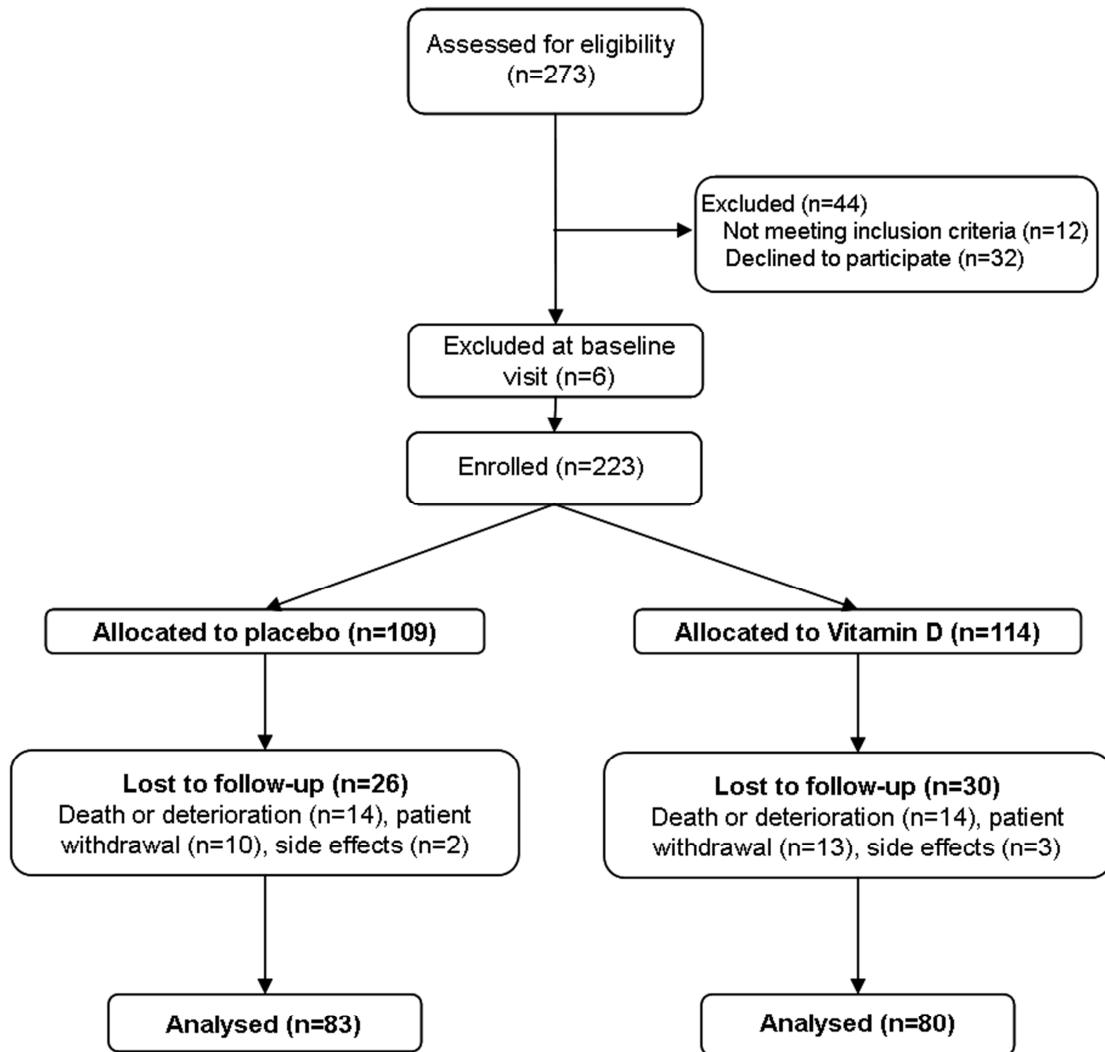 Assessed for eligibility
(n=273)
Excluded (n=44)
Not meeting inclusion criteria (n=12)
Declined to participate (n=32)
Excluded at baseline
visit (n=6)
Enrolled (n=223)
Allocated to placebo (n=109)
Allocated to Vitamin D (n=114)
Lost to follow-up (n=26)
Death or deterioration (n=14), patient
withdrawal (n=10), side effects (n=2)
Lost to follow-up (n=30)
Death or deterioration (n=14), patient
withdrawal (n=13), side effects (n=3)
Analysed (n=83)
Analysed (n=80)